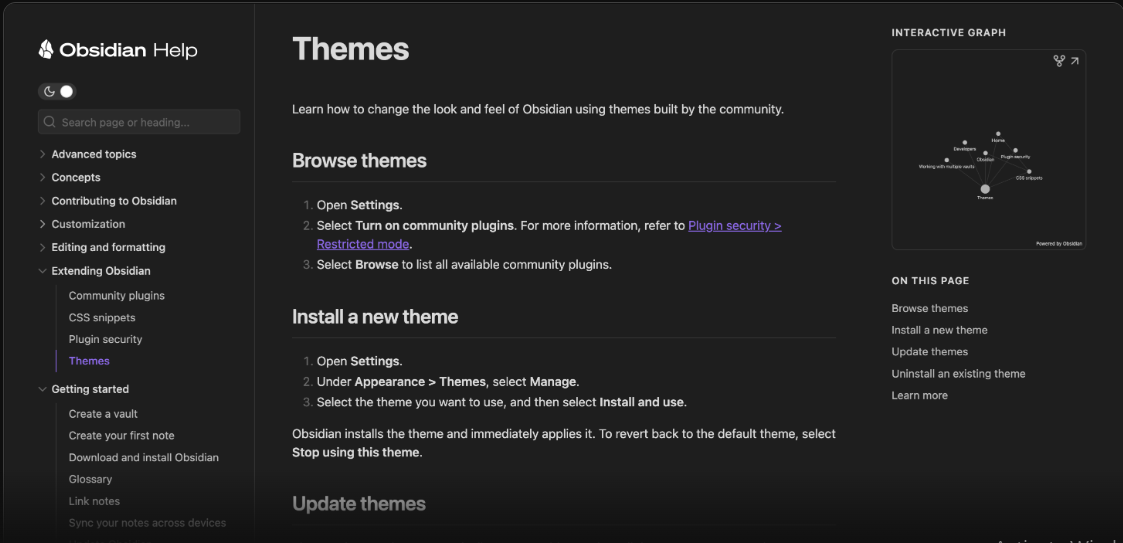 Obsidian Help
Search page or heading...
Advanced topics
Concepts
Contributing to Obsidian
Customization
Editing and formatting
Extending Obsidian
Community plugins
CSS snippets
Plugin security
Themes
Getting started
Create a vault
Create your first note
Download and install Obsidian
Glossary
Link notes
Sync your notes across devices
Themes
Learn how to change the look and feel of Obsidian using themes built by the community.
Browse themes
1. Open Settings.
2. Select Turn on community plugins. For more information, refer to Plugin security >
Restricted mode.
3. Select Browse to list all available community plugins.
Install a new theme
1. Open Settings.
2. Under Appearance > Themes, select Manage.
3. Select the theme you want to use, and then select Install and use.
Obsidian installs the theme and immediately applies it. To revert back to the default theme, select
Stop using this theme.
Update themes
INTERACTIVE GRAPH
Home
Developers
Obsidian
Plugin security
Working with multiple vaults
CSS snippets
Themes
Powered by Obsidian
ON THIS PAGE
Browse themes
Install a new theme
Update themes
Uninstall an existing theme
Learn more